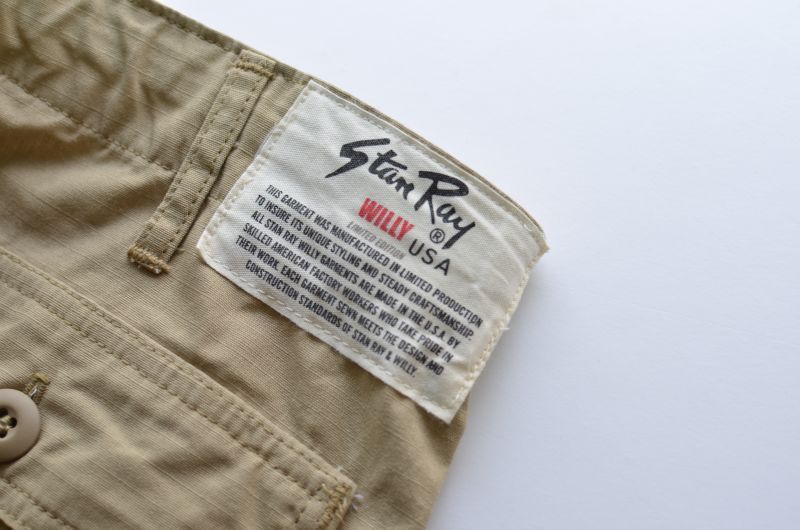 Stan Ray
WILLY ®
LIMITED EDITION USA
THIS GARMENT WAS MANUFACTURED IN LIMITED PRODUCTION
TO INSURE ITS UNIQUE STYLING AND STEADY CRAFTSMANSHIP.
ALL STAN RAY WILLY GARMENTS ARE MADE IN THE U.S.A. BY
SKILLED AMERICAN FACTORY WORKERS WHO TAKE PRIDE IN
THEIR WORK. EACH GARMENT SEWN MEETS THE DESIGN AND
CONSTRUCTION STANDARDS OF STAN RAY & WILLY.